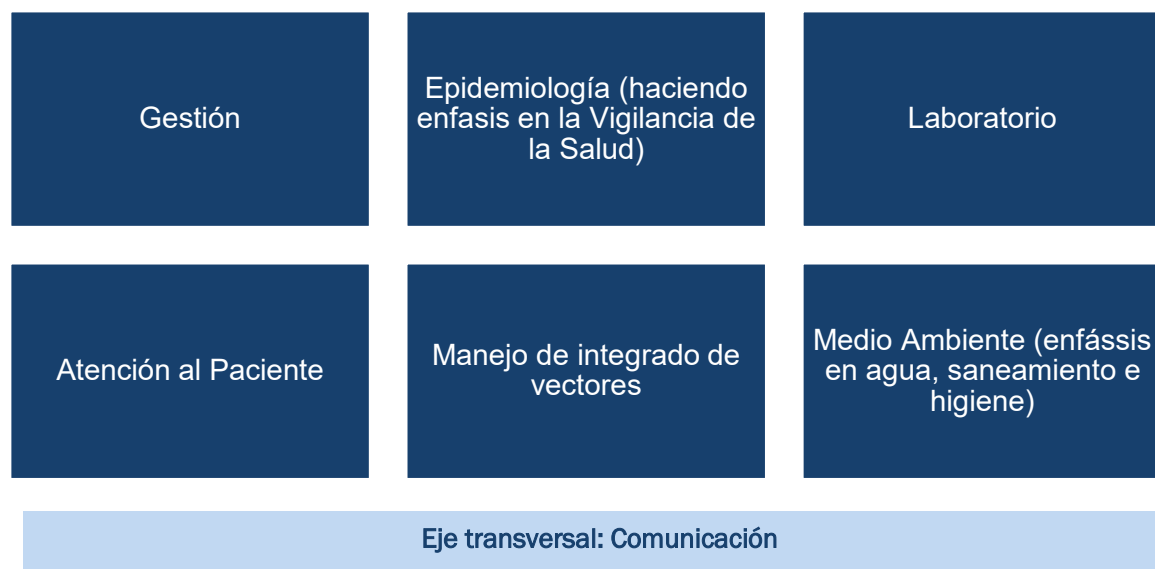 Gestión
Epidemiología (haciendo
enfasis en la Vigilancia de
la Salud)
Laboratorio
Atención al Paciente
Manejo de integrado de
vectores
Medio Ambiente (enfássis
en agua, saneamiento e
higiene)
Eje transversal: Comunicación